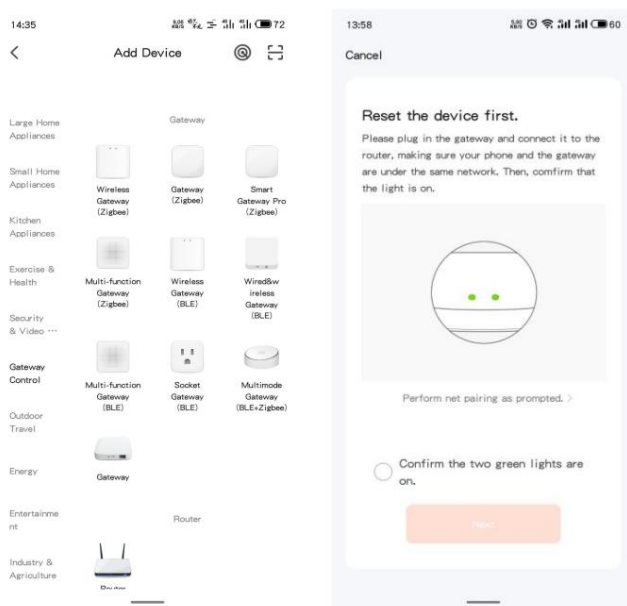 14:35
72
Add Device
Large Home
Appliances
Small Home
Appliances
Kitchen
Appliances
Exercise &
Health
Security
& Video ···
Gateway
Control
Outdoor
Travel
Energy
Entertainme
nt
Industry &
Agriculture
Gateway
Wireless
Gateway
(Zigbee)
Gateway
(Zigbee)
Smart
Gateway Pro
(Zigbee)
Multi-function
Gateway
(Zigbee)
Wireless
Gateway
(BLE)
Wired&w
ireless
Gateway
(BLE)
Multi-function
Gateway
(BLE)
Socket
Gateway
(BLE)
Multimode
Gateway
(BLE+Zigbee)
Gateway
Router
Router
13:58
60
Cancel
Reset the device first.
Please plug in the gateway and connect it to the
router, making sure your phone and the gateway
are under the same network. Then, comfirm that
the light is on.
Perform net pairing as prompted. >
Confirm the two green lights are
on.
Next